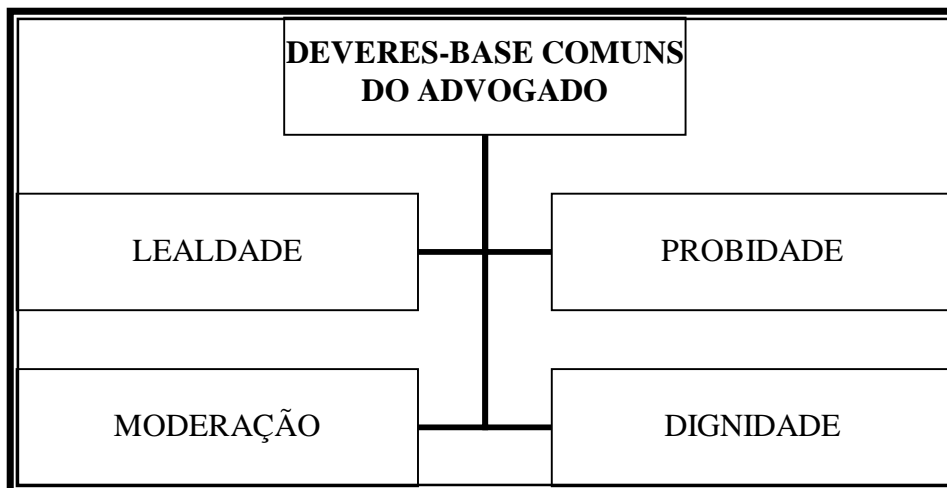 DEVERES-BASE COMUNS
DO ADVOGADO
LEALDADE
PROBIDADE
MODERAÇÃO
DIGNIDADE